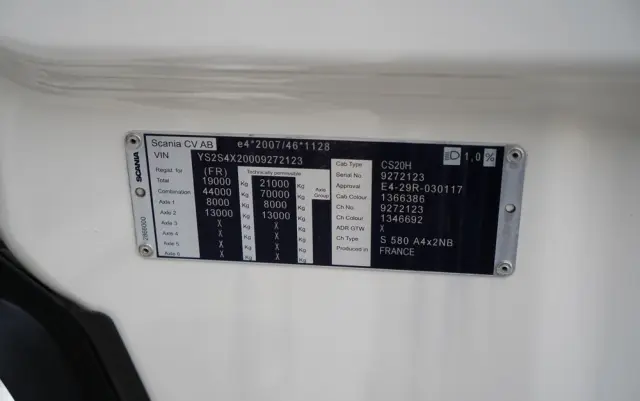 SCANIA
Scania CV AB e4*2007/46*1128
VIN YS2S4X20009272123
Regist. for (FR) Technically permissible
Total 19000 Kg 21000 Kg
Combination 44000 Kg 70000 Kg Axle Group
Axle 1 8000 Kg 8000 Kg
Axle 2 13000 Kg 13000 Kg
Axle 3 X Kg X Kg
Axle 4 X Kg X Kg
Axle 5 X Kg X Kg
Axle 6 X Kg X Kg
Cab Type CS20H 1,0 %
Serial No 9272123
Approval E4-29R-030117
Cab Colour 1366386
Ch No. 9272123
Ch Colour 1346692
ADR GTW X
Ch Type S 580 A4x2NB
Produced in FRANCE